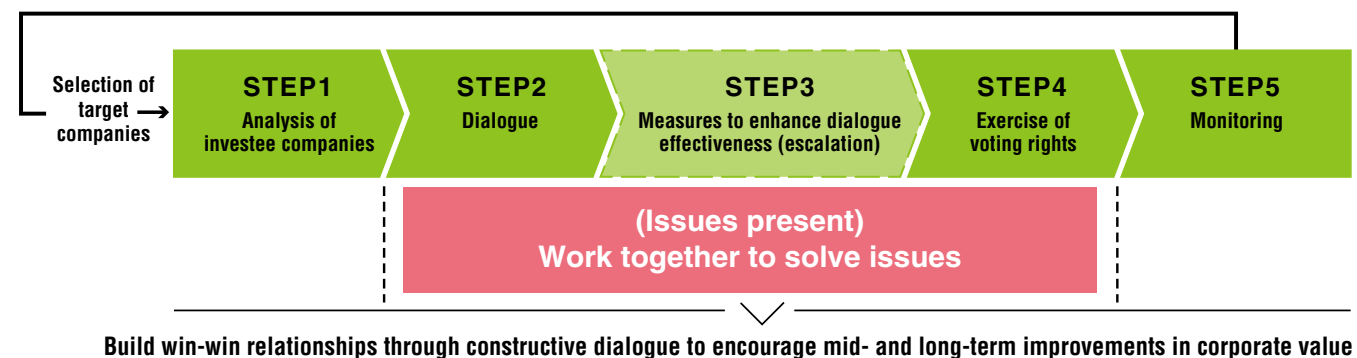 Selection of
target
companies
STEP1
Analysis of
investee companies
STEP2
Dialogue
STEP3
Measures to enhance dialogue
effectiveness (escalation)
STEP4
Exercise of
voting rights
STEP5
Monitoring
(Issues present)
Work together to solve issues
Build win-win relationships through constructive dialogue to encourage mid- and long-term improvements in corporate value